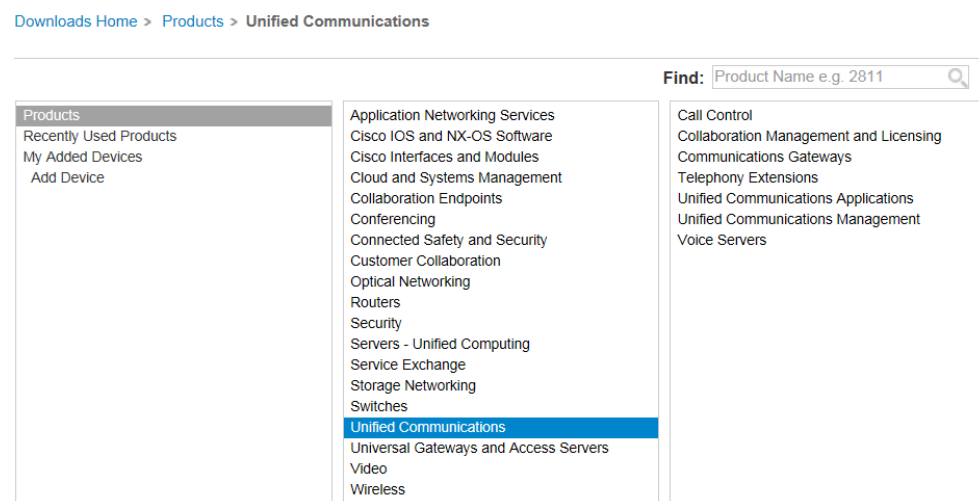 Downloads Home > Products > Unified Communications
Find: Product Name e.g. 2811
Products
Recently Used Products
My Added Devices
Add Device
Application Networking Services
Cisco IOS and NX-OS Software
Cisco Interfaces and Modules
Cloud and Systems Management
Collaboration Endpoints
Conferencing
Connected Safety and Security
Customer Collaboration
Optical Networking
Routers
Security
Servers - Unified Computing
Service Exchange
Storage Networking
Switches
Unified Communications
Universal Gateways and Access Servers
Video
Wireless
Call Control
Collaboration Management and Licensing
Communications Gateways
Telephony Extensions
Unified Communications Applications
Unified Communications Management
Voice Servers